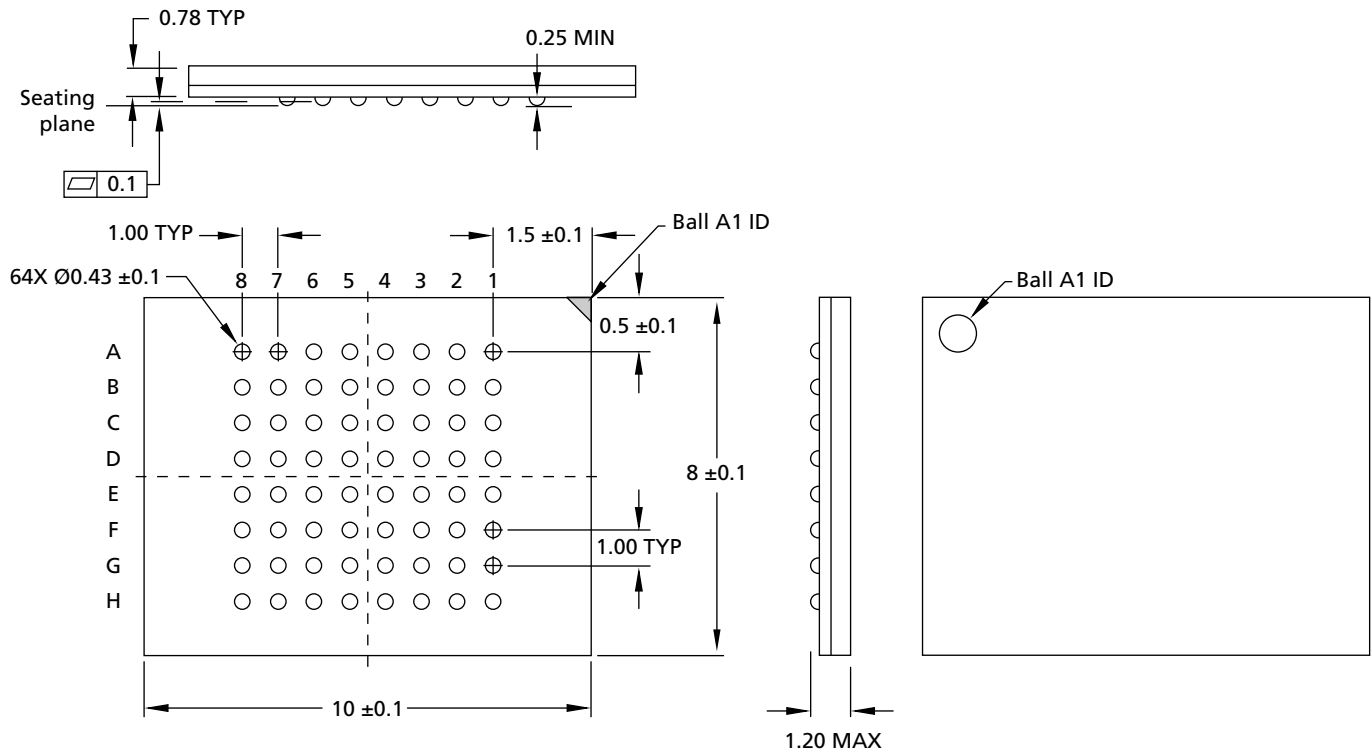 0.78 TYP
0.25 MIN
Seating
plane
0.1
1.00 TYP
1.5 ±0.1
Ball A1 ID
64X Ø0.43 ±0.1
8 7 6 5 4 3 2 1
Ball A1 ID
0.5 ±0.1
A
B
C
D
8 ±0.1
E
F
1.00 TYP
G
H
10 ±0.1
1.20 MAX